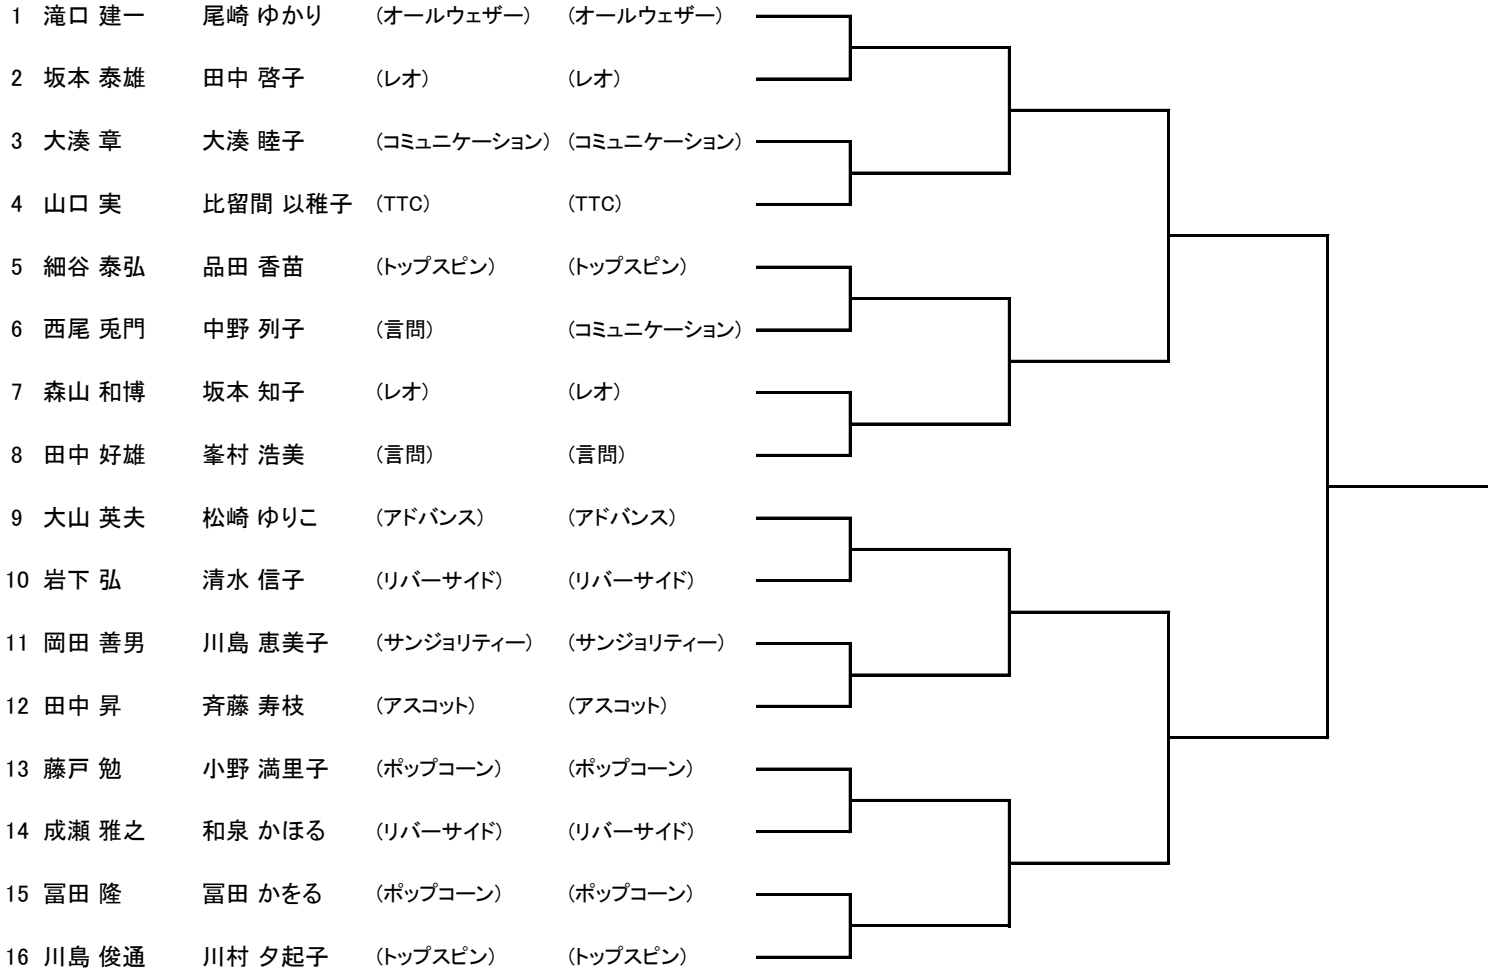 1 滝口 建一 尾崎 ゆかり (オールウェザー) (オールウェザー)
2 坂本 泰雄 田中 啓子 (レオ) (レオ)
3 大湊 章 大湊 睦子 (コミュニケーション) (コミュニケーション)
4 山口 実 比留間 以稚子 (TTC) (TTC)
5 細谷 泰弘 品田 香苗 (トップスピン) (トップスピン)
6 西尾 兎門 中野 列子 (言問) (コミュニケーション)
7 森山 和博 坂本 知子 (レオ) (レオ)
8 田中 好雄 峯村 浩美 (言問) (言問)
9 大山 英夫 松崎 ゆりこ (アドバンス) (アドバンス)
10 岩下 弘 清水 信子 (リバーサイド) (リバーサイド)
11 岡田 善男 川島 恵美子 (サンジョリティー) (サンジョリティー)
12 田中 昇 斉藤 寿枝 (アスコット) (アスコット)
13 藤戸 勉 小野 満里子 (ポップコーン) (ポップコーン)
14 成瀬 雅之 和泉 かほる (リバーサイド) (リバーサイド)
15 冨田 隆 冨田 かをる (ポップコーン) (ポップコーン)
16 川島 俊通 川村 夕起子 (トップスピン) (トップスピン)